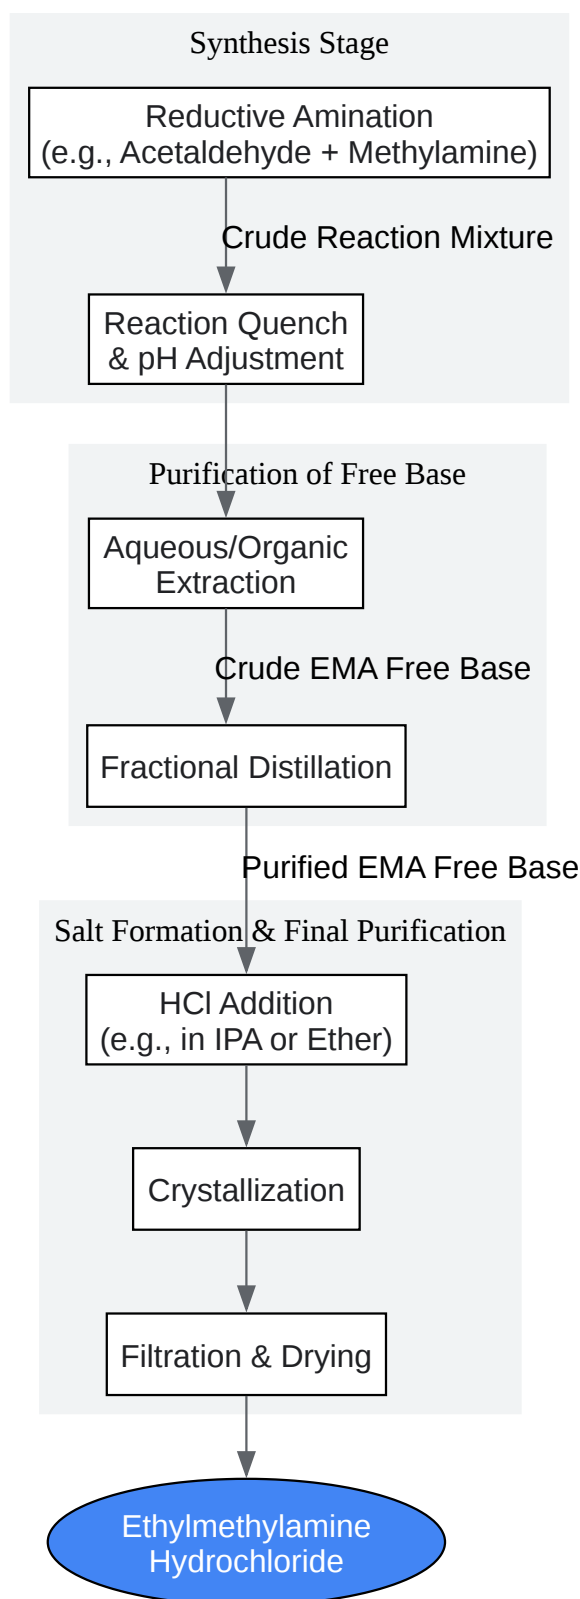 Synthesis Stage
Reductive Amination
(e.g., Acetaldehyde + Methylamine)
Crude Reaction Mixture
Reaction Quench
& pH Adjustment
Purification of Free Base
Aqueous/Organic
Extraction
Crude EMA Free Base
Fractional Distillation
Purified EMA Free Base
Salt Formation & Final Purification
HCl Addition
(e.g., in IPA or Ether)
Crystallization
Filtration & Drying
Ethylmethylamine
Hydrochloride